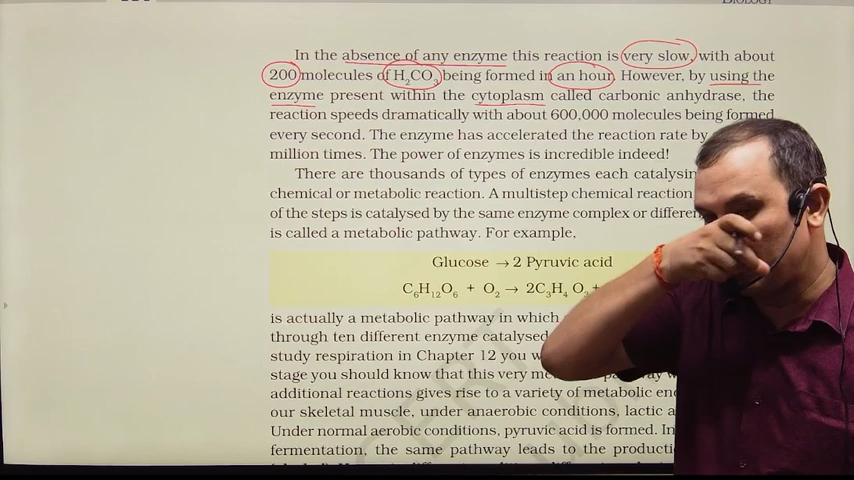 BIOLOGY
In the absence of any enzyme this reaction is very slow, with about
200 molecules of H₂CO₃ being formed in an hour. However, by using the
enzyme present within the cytoplasm called carbonic anhydrase, the
reaction speeds dramatically with about 600,000 molecules being formed
every second. The enzyme has accelerated the reaction rate by
million times. The power of enzymes is incredible indeed!
There are thousands of types of enzymes each
chemical or metabolic reaction. A multistep chemical reaction
of the steps is catalysed by the same enzyme complex or
is called a metabolic pathway. For example,
Glucose → 2 Pyruvic acid
C₆H₁₂O₆ + O₂ → 2C₃H₄ O₃ +
is actually a metabolic pathway in which
through ten different enzyme catalysed
study respiration in Chapter 12 you
stage you should know that this very
additional reactions gives rise to a variety of metabolic
our skeletal muscle, under anaerobic conditions, lactic
Under normal aerobic conditions, pyruvic acid is formed. In
fermentation, the same pathway leads to the